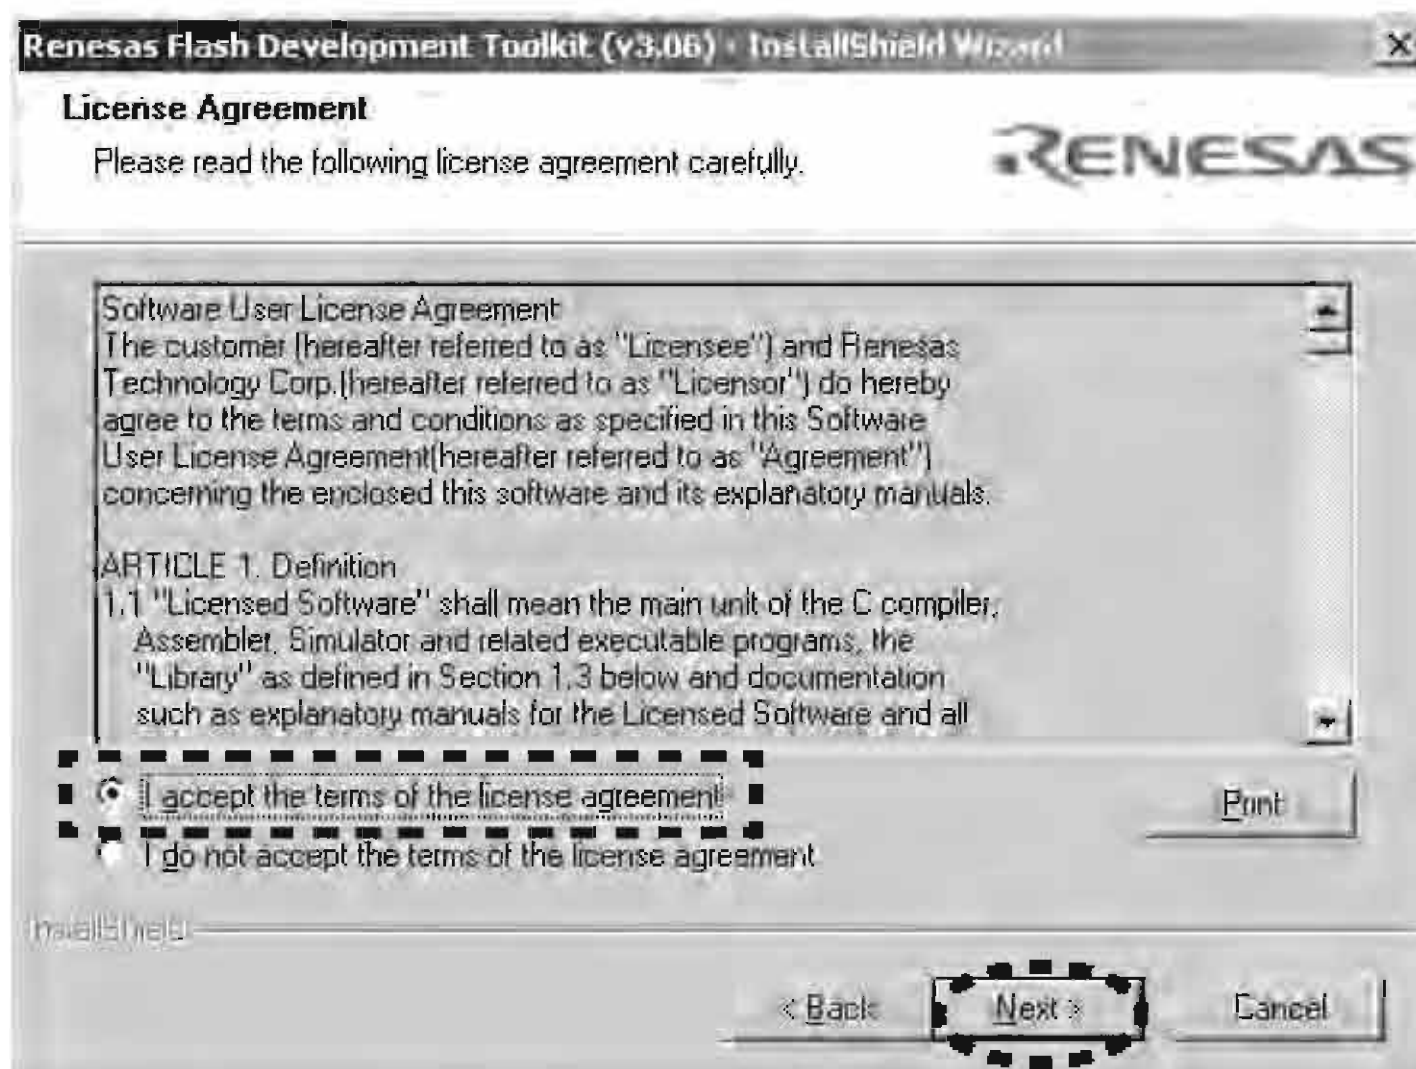 Renesas Flash Development Toolkit (v3.06) - InstallShield Wizard
License Agreement
Please read the following license agreement carefully.
RENESAS
Software User License Agreement
The customer (hereafter referred to as "Licensee") and Renesas
Technology Corp.(hereafter referred to as "Licensor") do hereby
agree to the terms and conditions as specified in this Software
User License Agreement(hereafter referred to as "Agreement")
concerning the enclosed this software and its explanatory manuals.
ARTICLE 1. Definition
1.1 "Licensed Software" shall mean the main unit of the C compiler,
Assembler, Simulator and related executable programs, the
"Library" as defined in Section 1.3 below and documentation
such as explanatory manuals for the Licensed Software and all
I accept the terms of the license agreement
Print
I do not accept the terms of the license agreement
InstallShield
< Back
Next >
Cancel